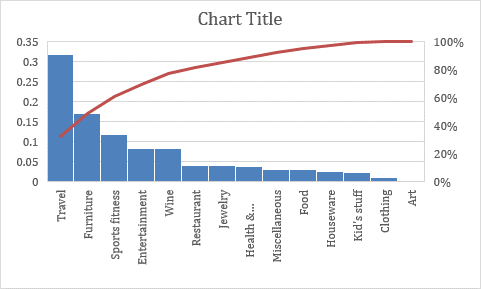 Chart Title
0.35
0.3
0.25
0.2
0.15
0.1
0.05
0
100%
80%
60%
40%
20%
0%
Travel
Furniture
Sports fitness
Entertainment
Wine
Restaurant
Jewelry
Health &...
Miscellaneous
Food
Houseware
Kid's stuff
Clothing
Art